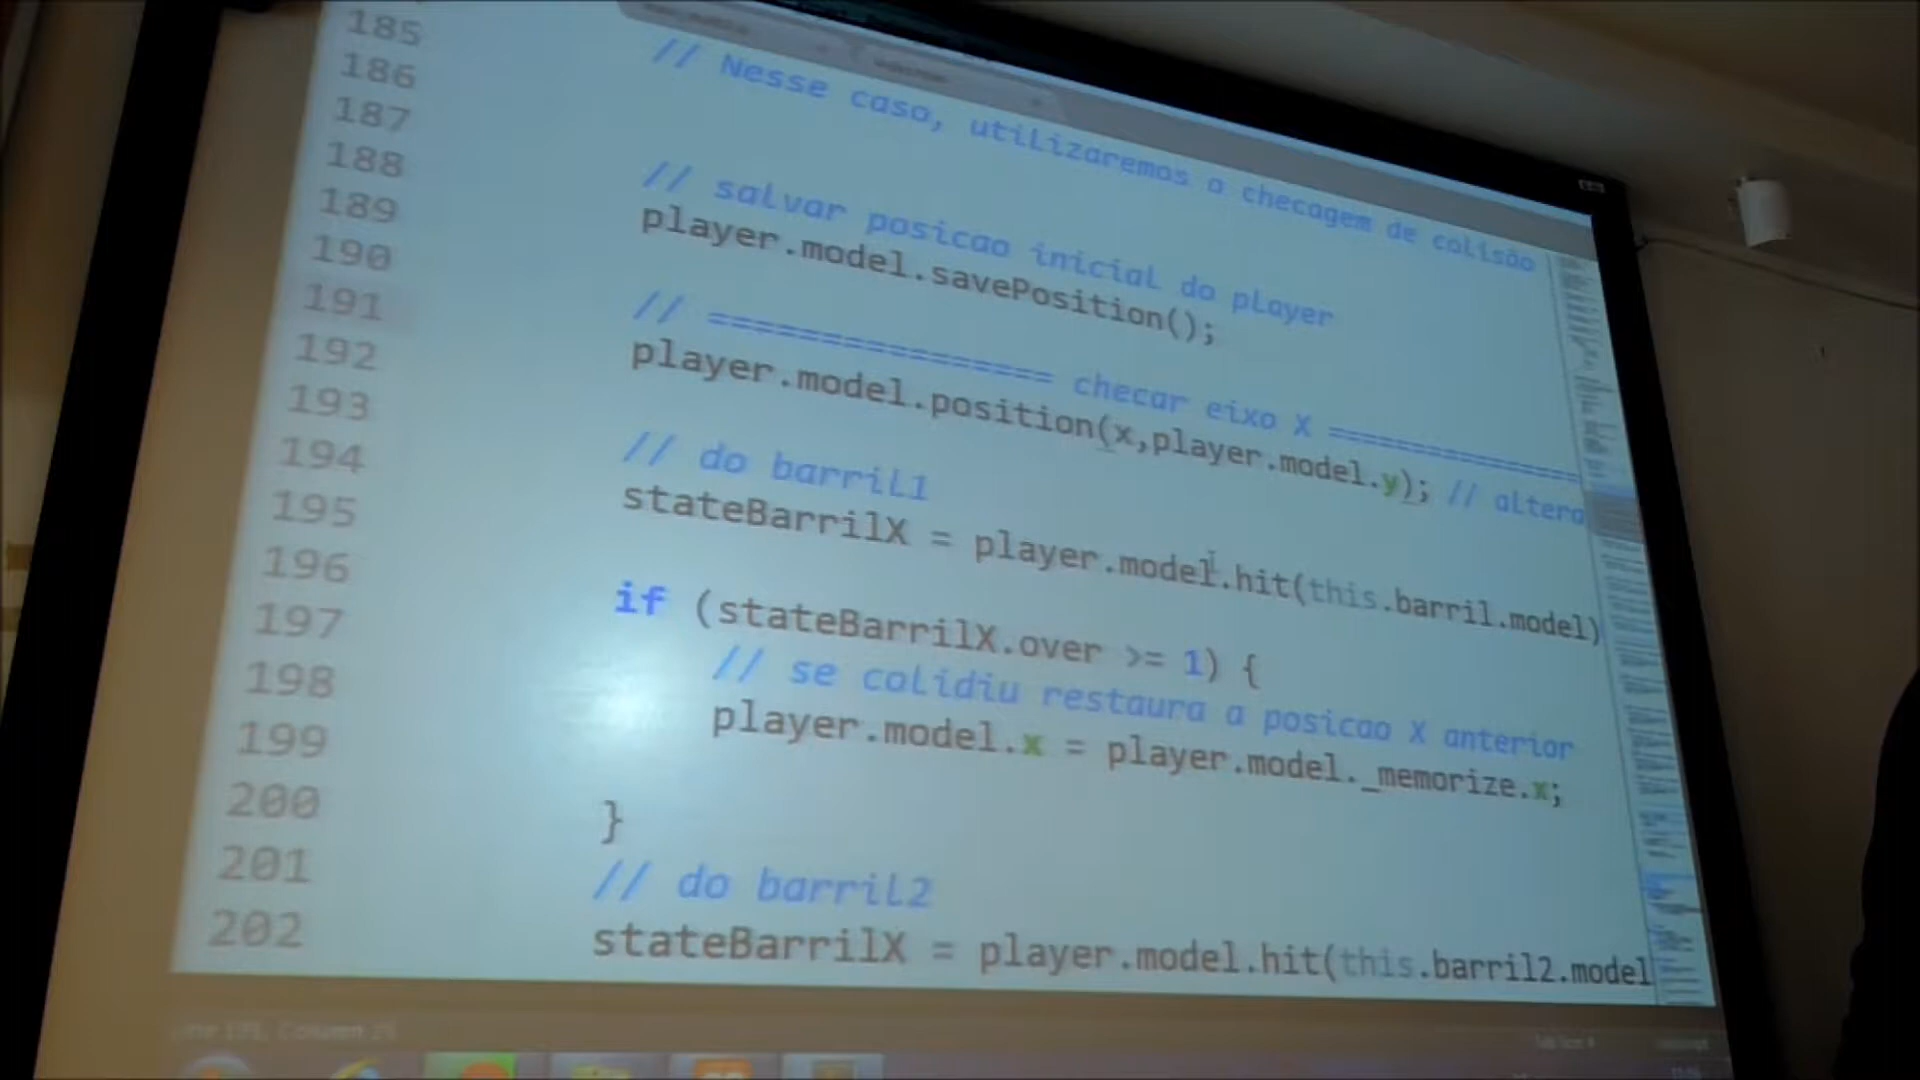 185
186 // Nesse caso, utilizaremos a checagem de colisão
187
188 // salvar posicao inicial do player
189 player.model.savePosition();
190 // =============== checar eixo X ===============
191 player.model.position(x,player.model.y); // altera
192 // do barril1
193 stateBarrilX = player.model.hit(this.barril.model)
194
195 if (stateBarrilX.over >= 1) {
196 // se colidiu restaura a posicao X anterior
197 player.model.x = player.model._memorize.x;
198
199 }
200 // do barril2
201 stateBarrilX = player.model.hit(this.barril2.model
202